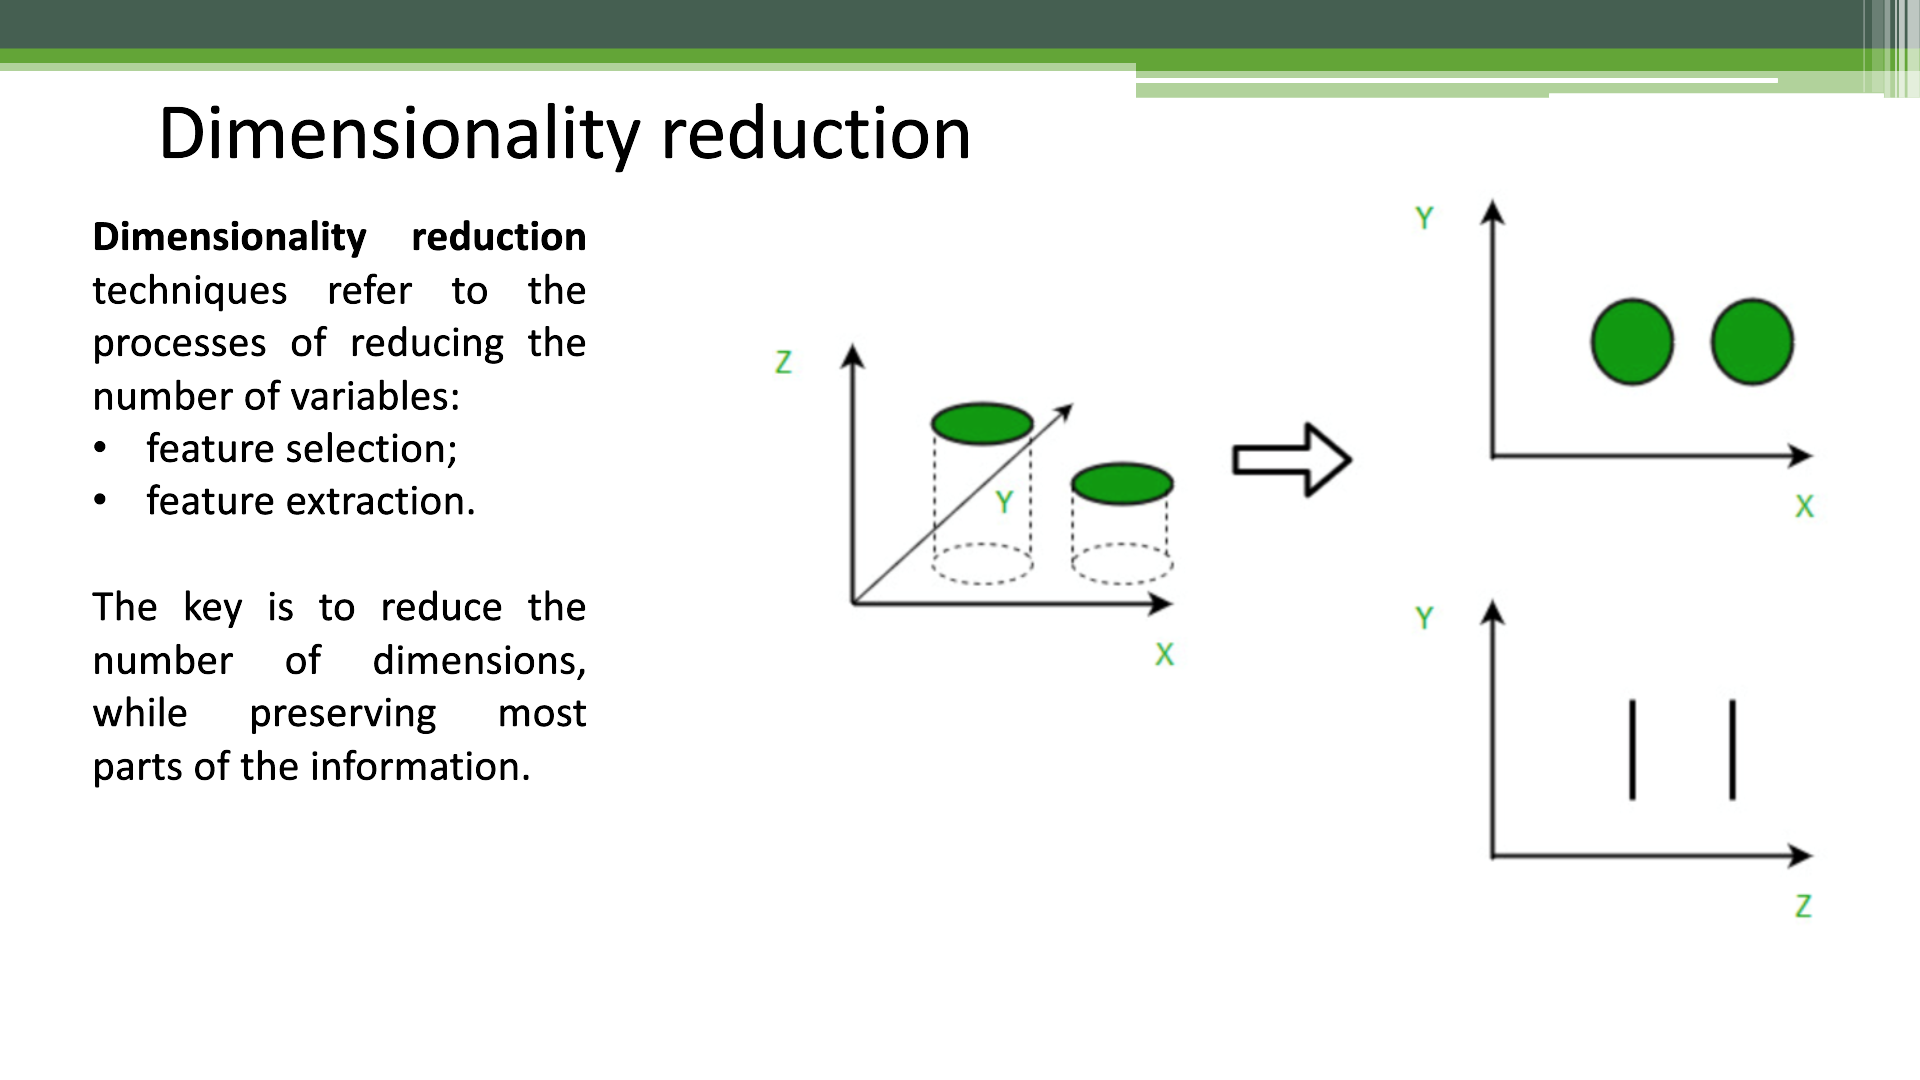 Dimensionality reduction
Dimensionality reduction
techniques refer to the
processes of reducing the
number of variables:
• feature selection;
• feature extraction.
The key is to reduce the
number of dimensions,
while preserving most
parts of the information.
Z
Y
X
Y
X
Y
Z